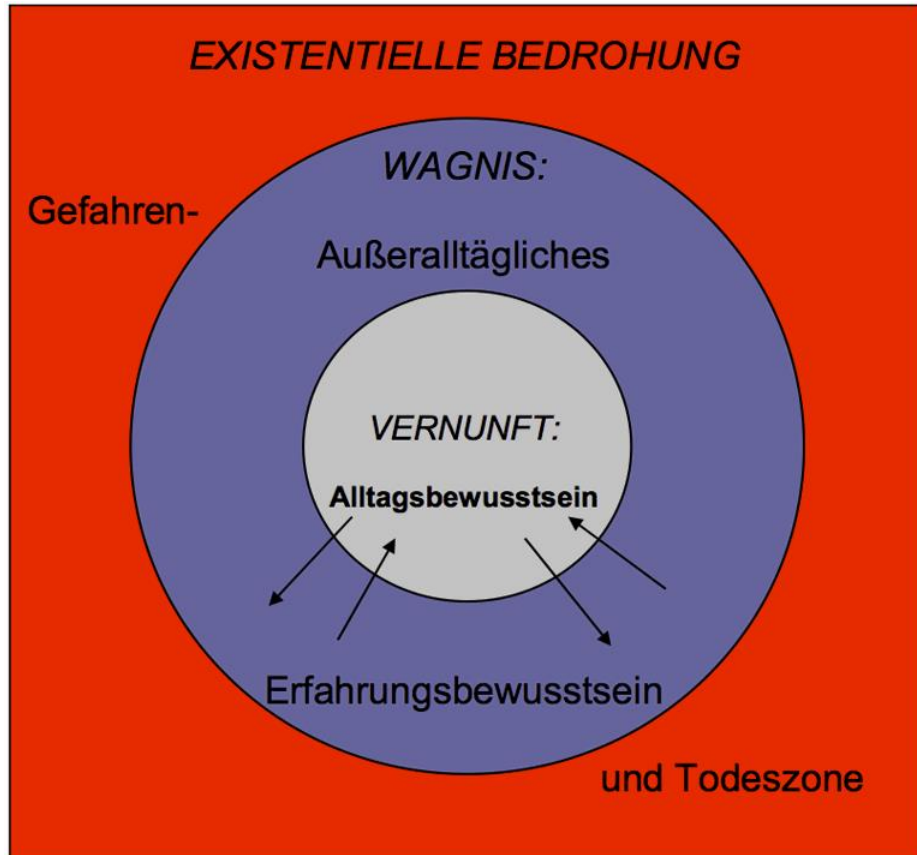 EXISTENTIELLE BEDROHUNG
WAGNIS:
Gefahren-
Außeralltägliches
VERNUNFT:
Alltagsbewusstsein
Erfahrungsbewusstsein
und Todeszone